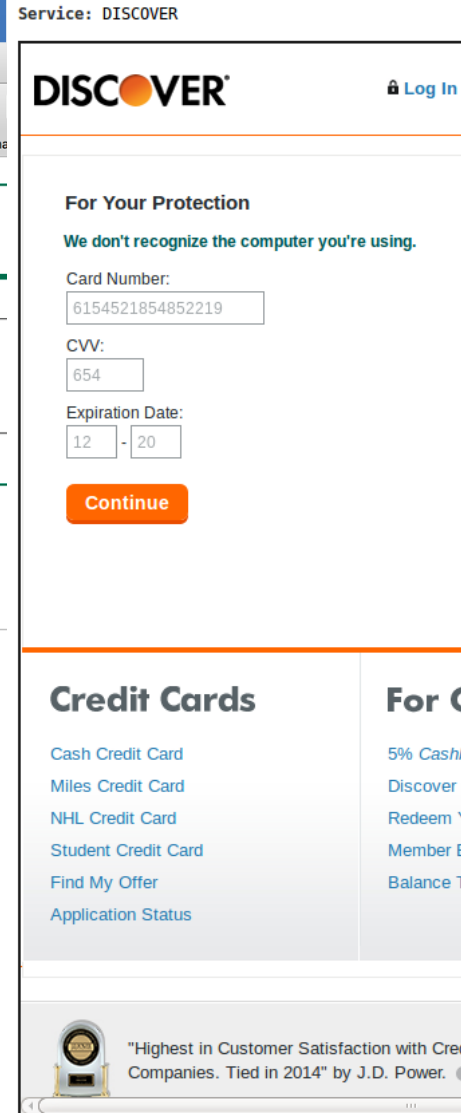 Service: DISCOVER
DISCOVER
Log In
For Your Protection
We don't recognize the computer you're using.
Card Number:
6154521854852219
CVV:
654
Expiration Date:
12 - 20
Continue
Credit Cards
Cash Credit Card
Miles Credit Card
NHL Credit Card
Student Credit Card
Find My Offer
Application Status
For
5%
Discover
Redeem
Member
Balance
"Highest in Customer Satisfaction with
Companies. Tied in 2014" by J.D. Power.